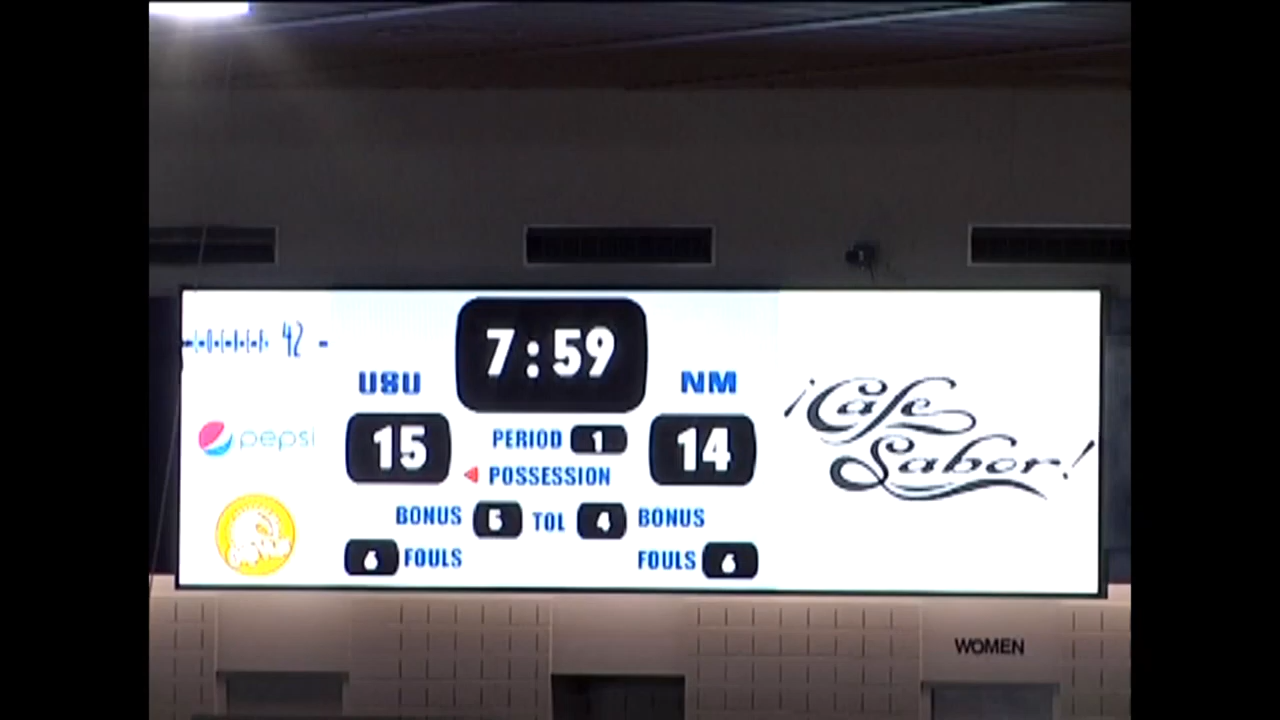 7:59
42
USU
NM
pepsi
15
PERIOD 1
14
POSSESSION
BONUS 5 TOL 4 BONUS
6 FOULS
FOULS 6
¡Cafe
Sabor!
WOMEN